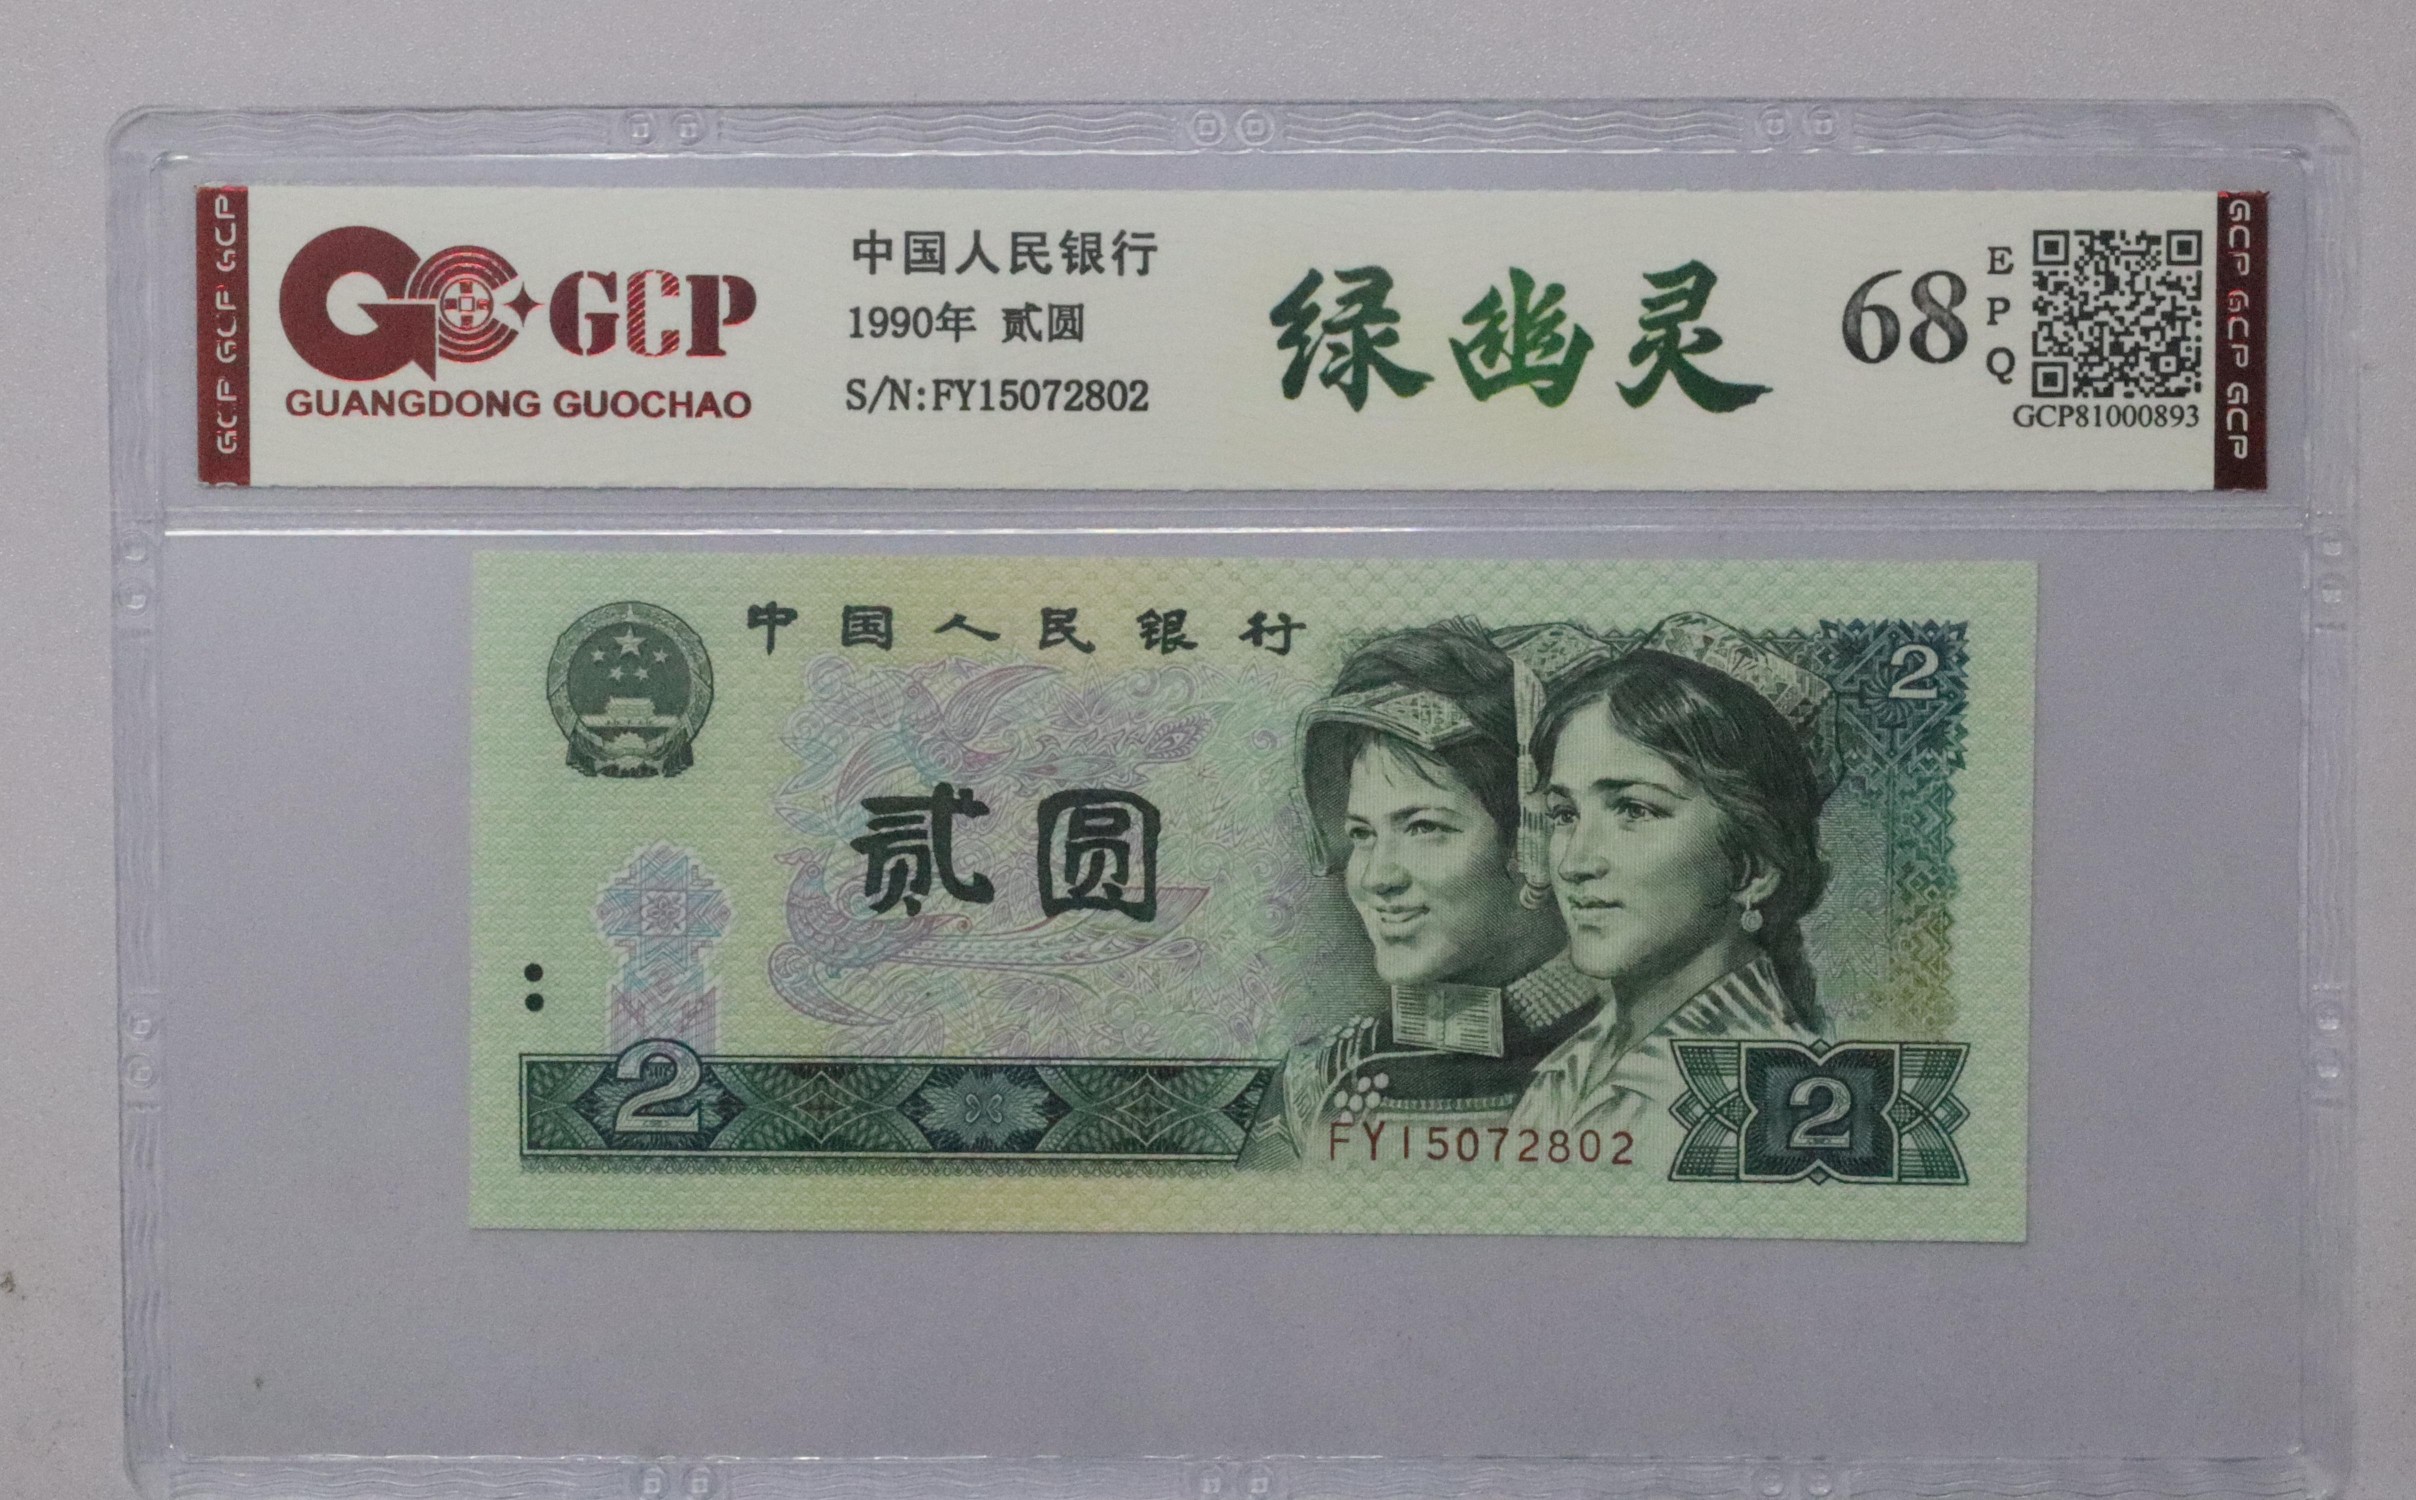 GCP GCP GCP
GCP
GUANGDONG GUOCHAO
中国人民银行
1990年 贰圆
S/N:FY15072802
绿幽灵
68
E
P
Q
GCP81000893
GCP GCP GCP
中国人民银行
2
贰圆
2
FY15072802
2